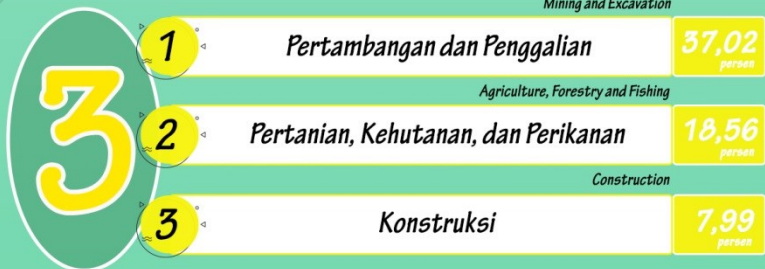 Mining and Excavation
3
1
Pertambangan dan Penggalian
37,02
persen
Agriculture, Forestry and Fishing
2
Pertanian, Kehutanan, dan Perikanan
18,56
persen
Construction
3
Konstruksi
7,99
persen